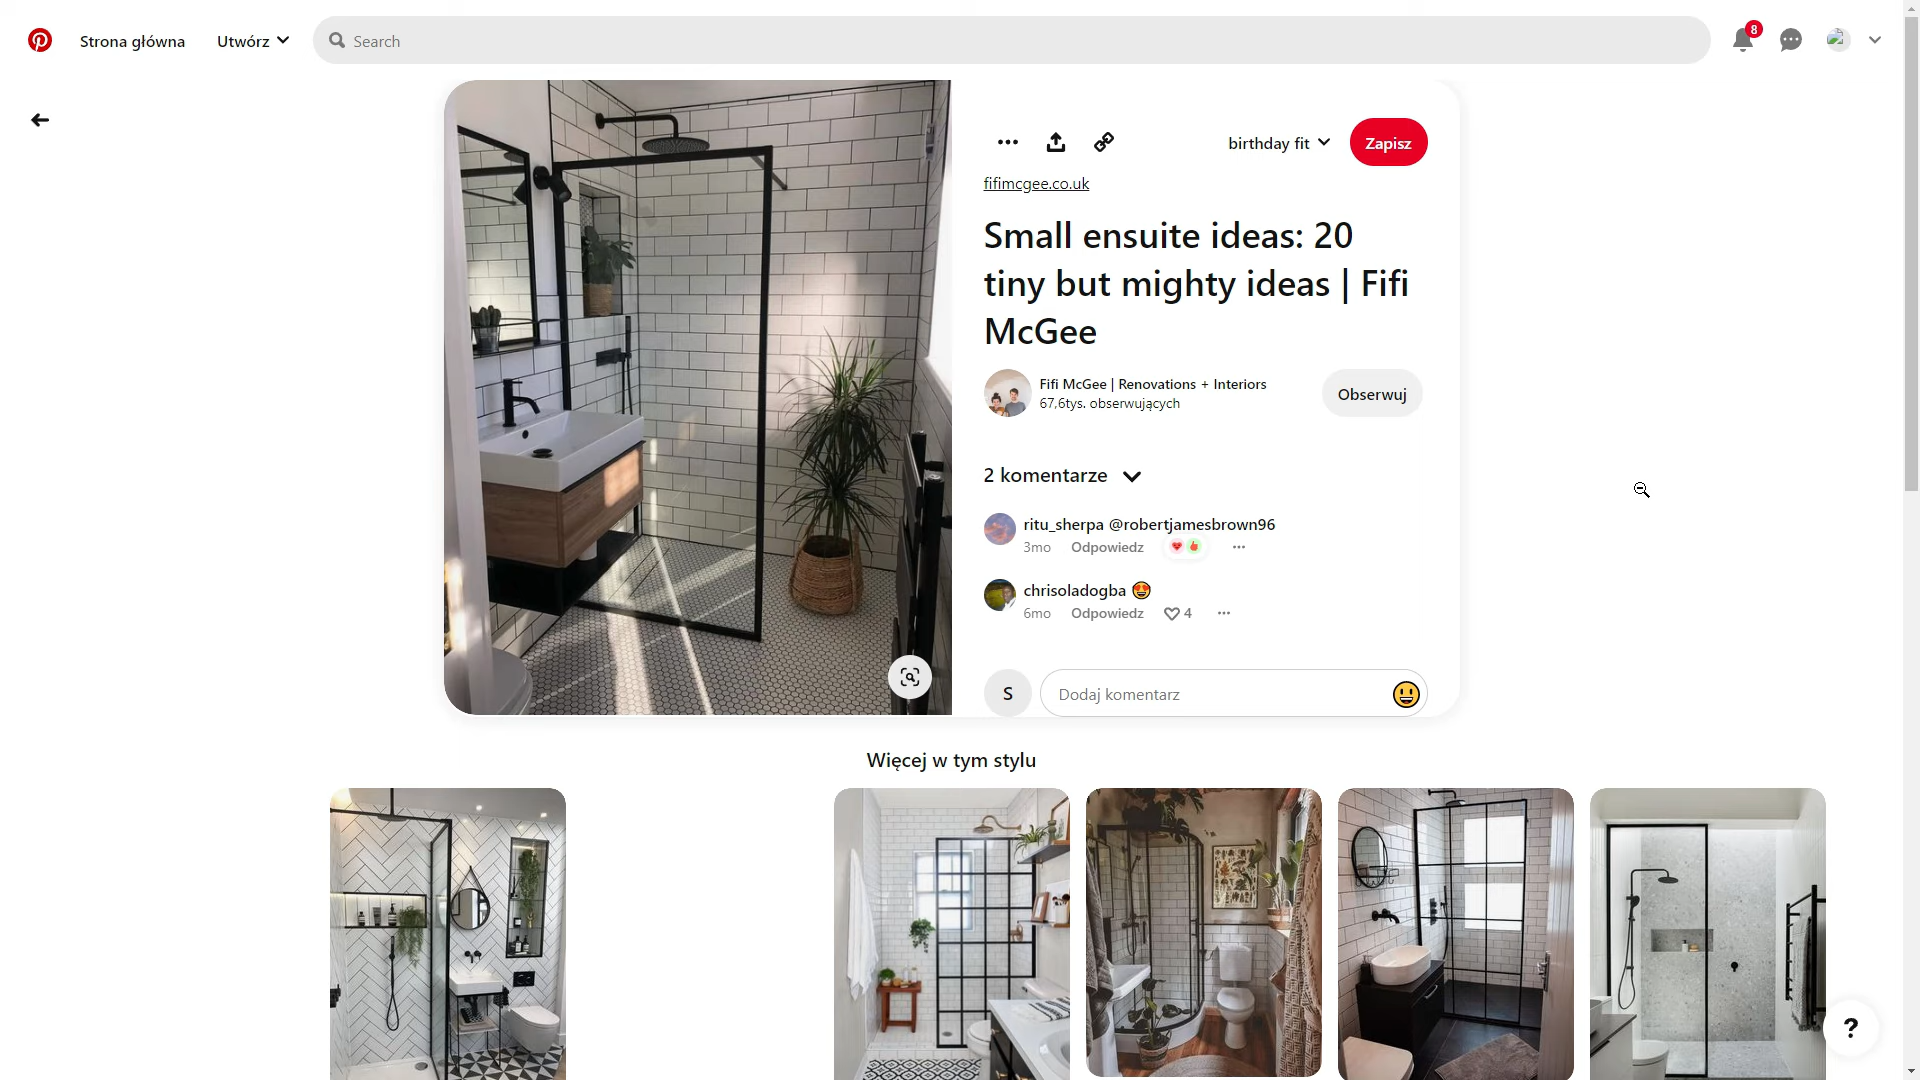 Strona główna
Utwórz
Search
8
birthday fit
Zapisz
fifimcgee.co.uk
Small ensuite ideas: 20
tiny but mighty ideas | Fifi
McGee
Fifi McGee | Renovations + Interiors
67,6tys. obserwujących
Obserwuj
2 komentarze
ritu_sherpa @robertjamesbrown96
3mo Odpowiedz
chrisoladogba 😍
6mo Odpowiedz 4
S
Dodaj komentarz
Więcej w tym stylu
?